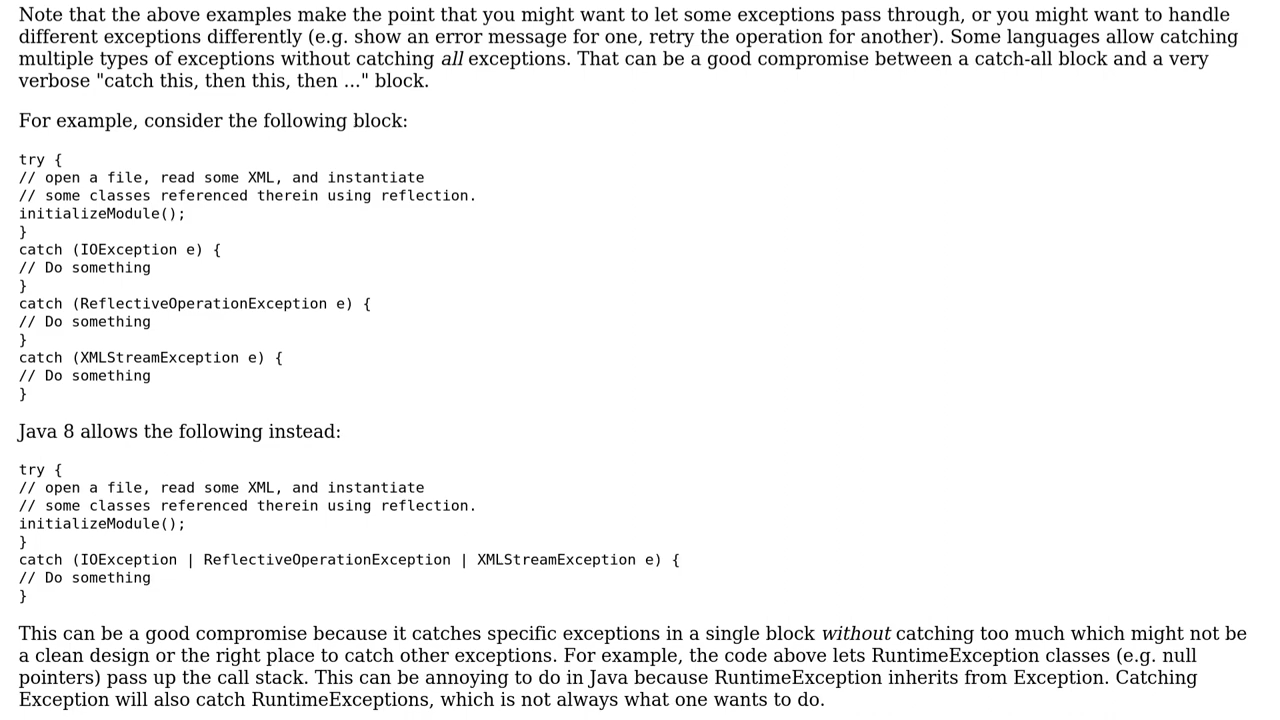 Note that the above examples make the point that you might want to let some exceptions pass through, or you might want to handle
different exceptions differently (e.g. show an error message for one, retry the operation for another). Some languages allow catching
multiple types of exceptions without catching all exceptions. That can be a good compromise between a catch-all block and a very
verbose "catch this, then this, then ..." block.
For example, consider the following block:
try {
// open a file, read some XML, and instantiate
// some classes referenced therein using reflection.
initializeModule();
}
catch (IOException e) {
// Do something
}
catch (ReflectiveOperationException e) {
// Do something
}
catch (XMLStreamException e) {
// Do something
}
Java 8 allows the following instead:
try {
// open a file, read some XML, and instantiate
// some classes referenced therein using reflection.
initializeModule();
}
catch (IOException | ReflectiveOperationException | XMLStreamException e) {
// Do something
}
This can be a good compromise because it catches specific exceptions in a single block without catching too much which might not be
a clean design or the right place to catch other exceptions. For example, the code above lets RuntimeException classes (e.g. null
pointers) pass up the call stack. This can be annoying to do in Java because RuntimeException inherits from Exception. Catching
Exception will also catch RuntimeExceptions, which is not always what one wants to do.